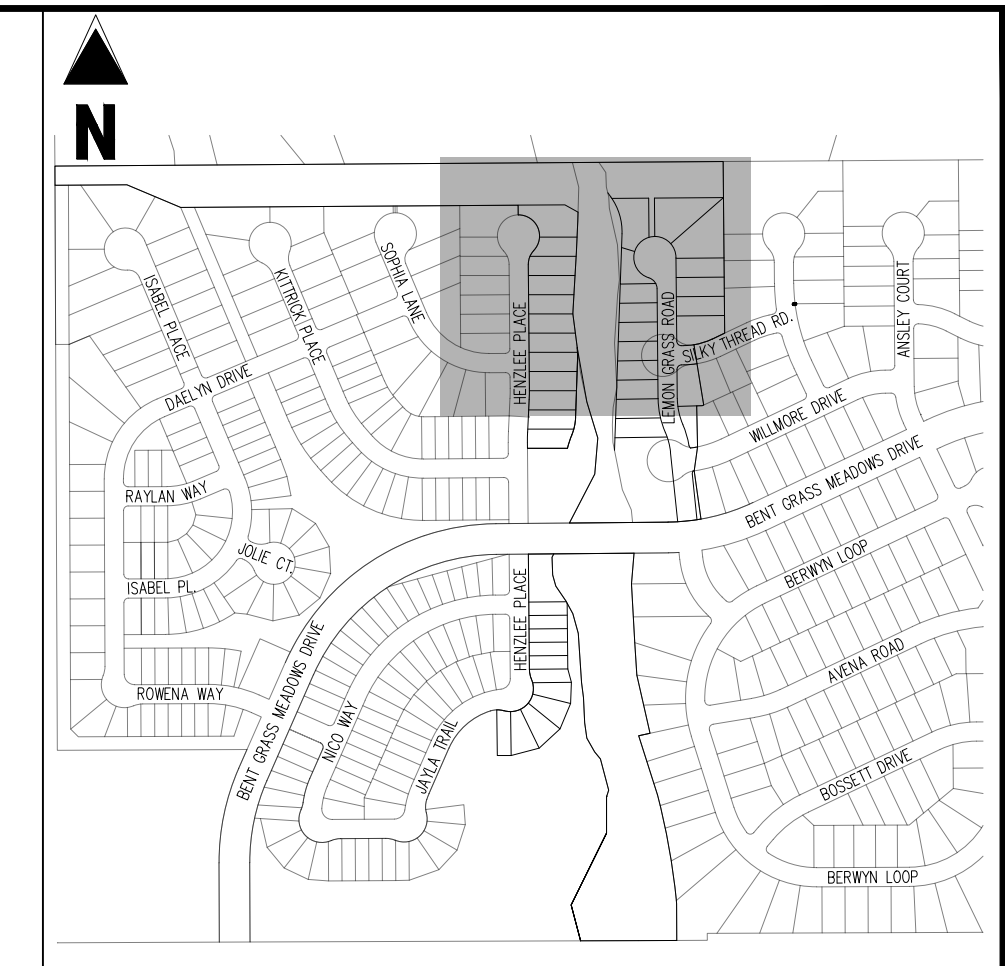 N
ISABEL PLACE
KITTRICK PLACE
SOPHIA LANE
HENZLEE PLACE
LEMON GRASS ROAD
SILKY THREAD RD.
ANSLEY COURT
DAELYN DRIVE
WILLMORE DRIVE
BENT GRASS MEADOWS DRIVE
RAYLAN WAY
JOLIE CT.
ISABEL PL.
BERWYN LOOP
HENZLEE PLACE
AVENA ROAD
ROWENA WAY
BENT GRASS MEADOWS DRIVE
NICO WAY
JAYLA TRAIL
BOSSETT DRIVE
BERWYN LOOP